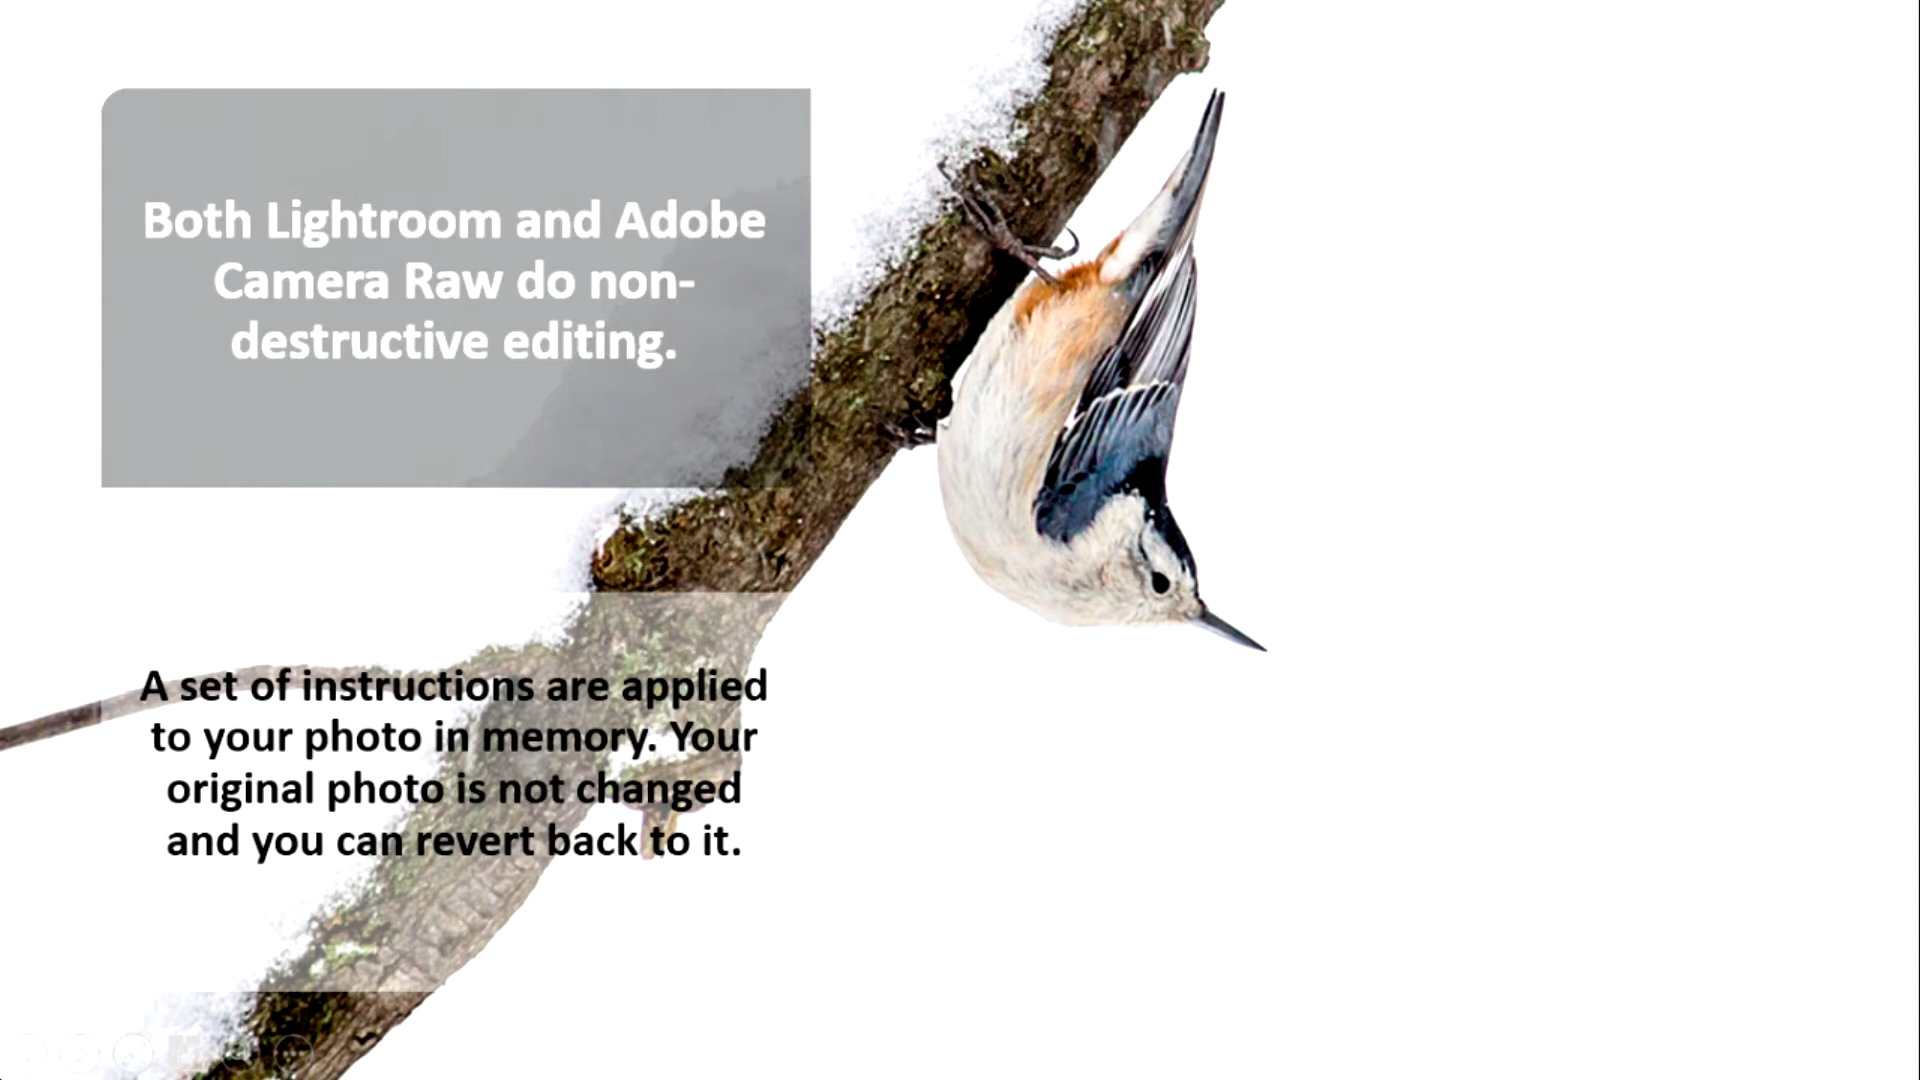 Both Lightroom and Adobe
Camera Raw do non-
destructive editing.
A set of instructions are applied
to your photo in memory. Your
original photo is not changed
and you can revert back to it.